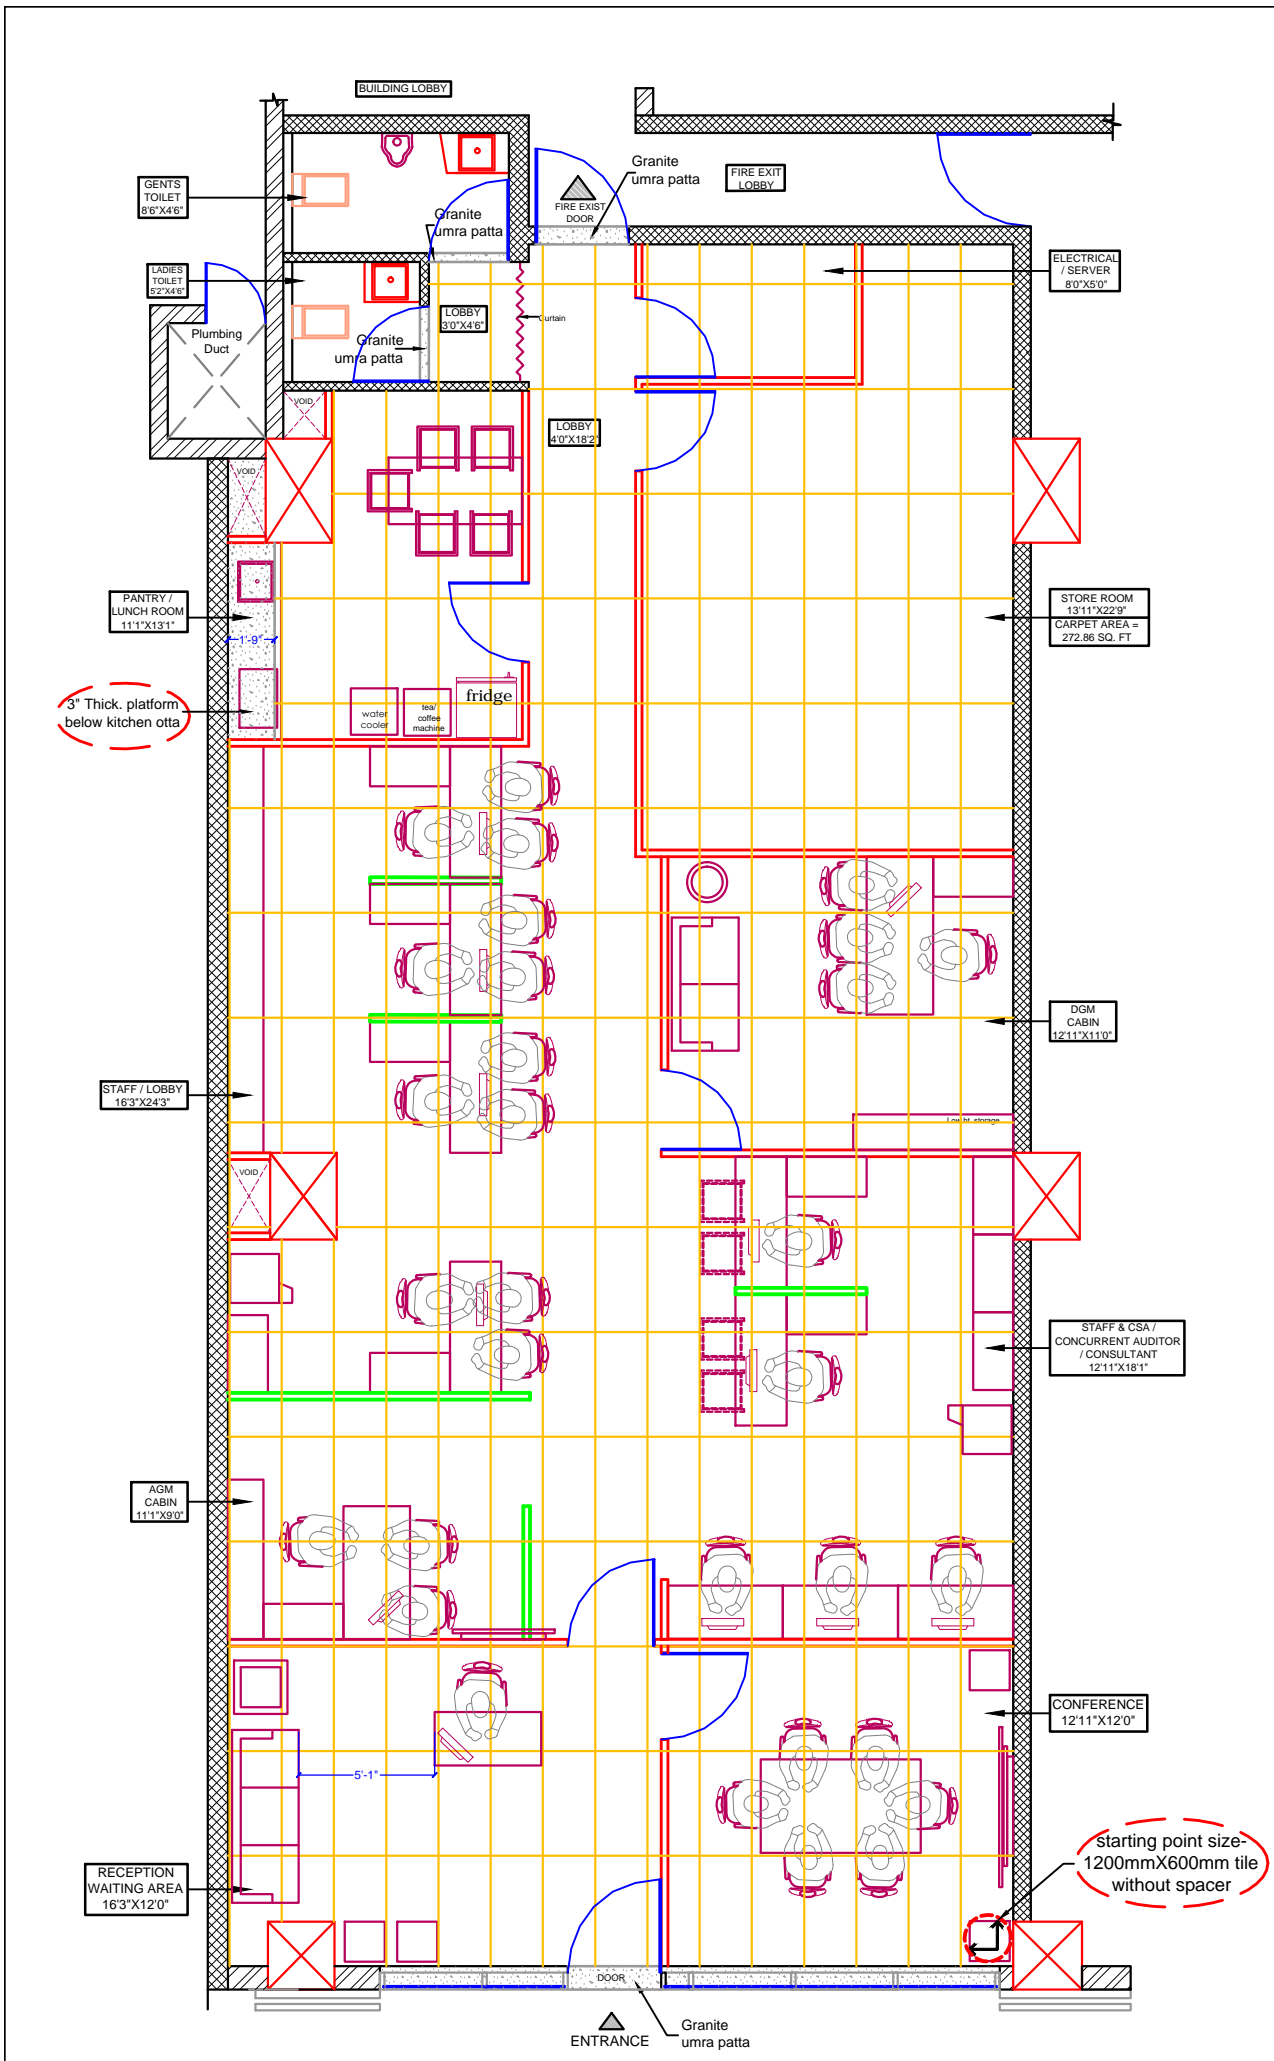 BUILDING LOBBY
GENTS
TOILET
8'6"X4'6"
Granite
umra patta
FIRE EXIT
LOBBY
FIRE EXIST
DOOR
Granite
umra patta
LADIES
TOILET
5'2"X4'6"
ELECTRICAL
/ SERVER
8'0"X5'0"
LOBBY
3'0"X4'6"
Curtain
Plumbing
Duct
Granite
umra patta
VOID
LOBBY
4'0"X18'2"
VOID
PANTRY /
LUNCH ROOM
11'1"X13'1"
1'-9"
STORE ROOM
13'11"X22'9"
CARPET AREA =
272.86 SQ. FT
3" Thick. platform
below kitchen otta
water
cooler
tea/
coffee
machine
fridge
DGM
CABIN
12'11"X11'0"
STAFF / LOBBY
16'3"X24'3"
Low ht. storage
VOID
STAFF & CSA /
CONCURRENT AUDITOR
/ CONSULTANT
12'11"X18'1"
AGM
CABIN
11'1"X9'0"
CONFERENCE
12'11"X12'0"
5'-1"
RECEPTION
WAITING AREA
16'3"X12'0"
starting point size-
1200mmX600mm tile
without spacer
DOOR
ENTRANCE
Granite
umra patta